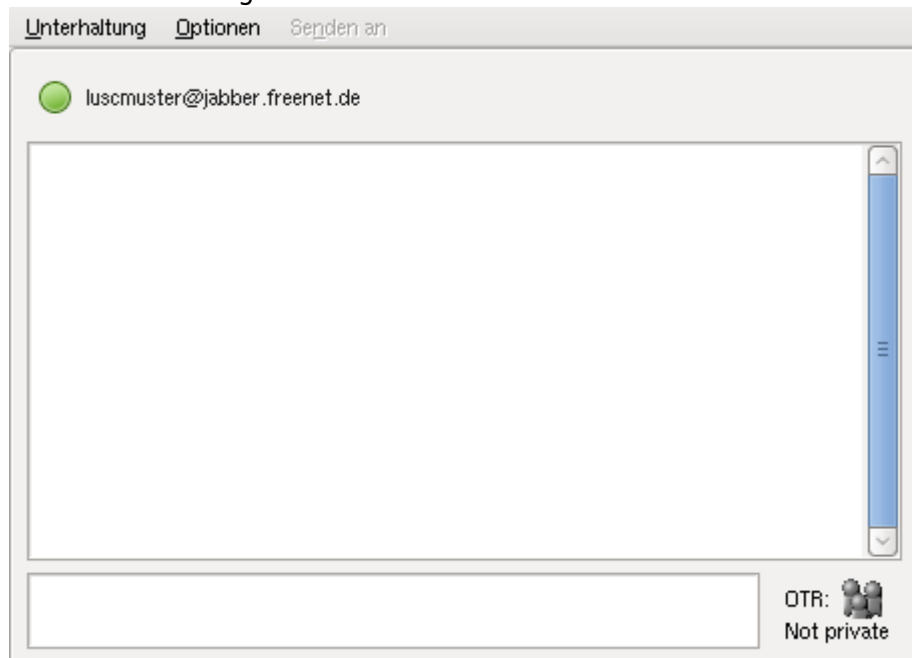 Unterhaltung Optionen Senden an
luscmuster@jabber.freenet.de
OTR:
Not private